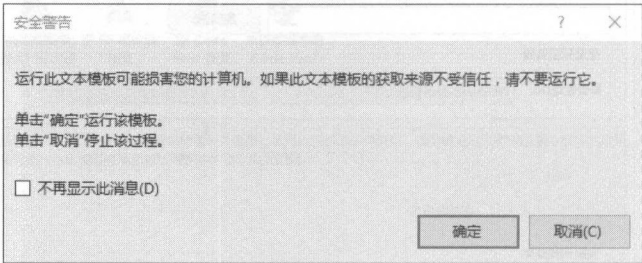 安全警告
运行此文本模板可能损害您的计算机。如果此文本模板的获取来源不受信任，请不要运行它。
单击“确定”运行该模板。
单击“取消”停止该过程。
不再显示此消息(D)
确定 取消(C)